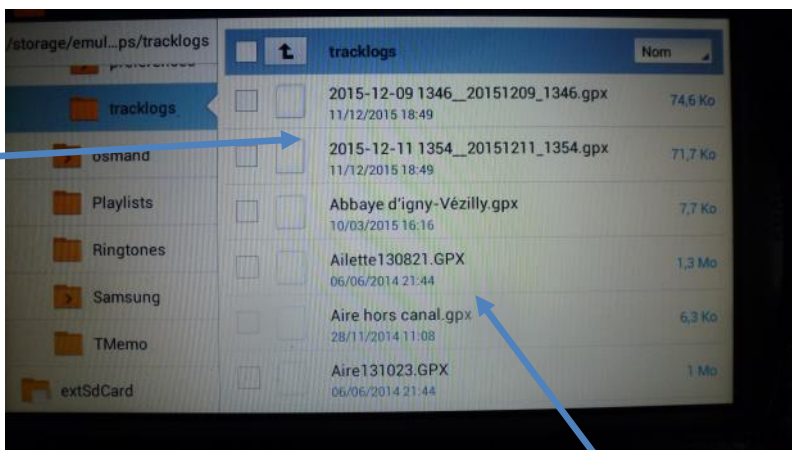 /storage/emul...ps/tracklogs
tracklogs
Nom
tracklogs
osmand
Playlists
Ringtones
Samsung
TMemo
extSdCard
2015-12-09 1346__20151209_1346.gpx
74,6 Ko
11/12/2015 18:49
2015-12-11 1354__20151211_1354.gpx
71,7 Ko
11/12/2015 18:49
Abbaye d'igny-Vézilly.gpx
7,7 Ko
10/03/2015 16:16
Ailette130821.GPX
1,3 Mo
06/06/2014 21:44
Aire hors canal.gpx
6,3 Ko
28/11/2014 11:08
Aire131023.GPX
1 Mo
06/06/2014 21:44